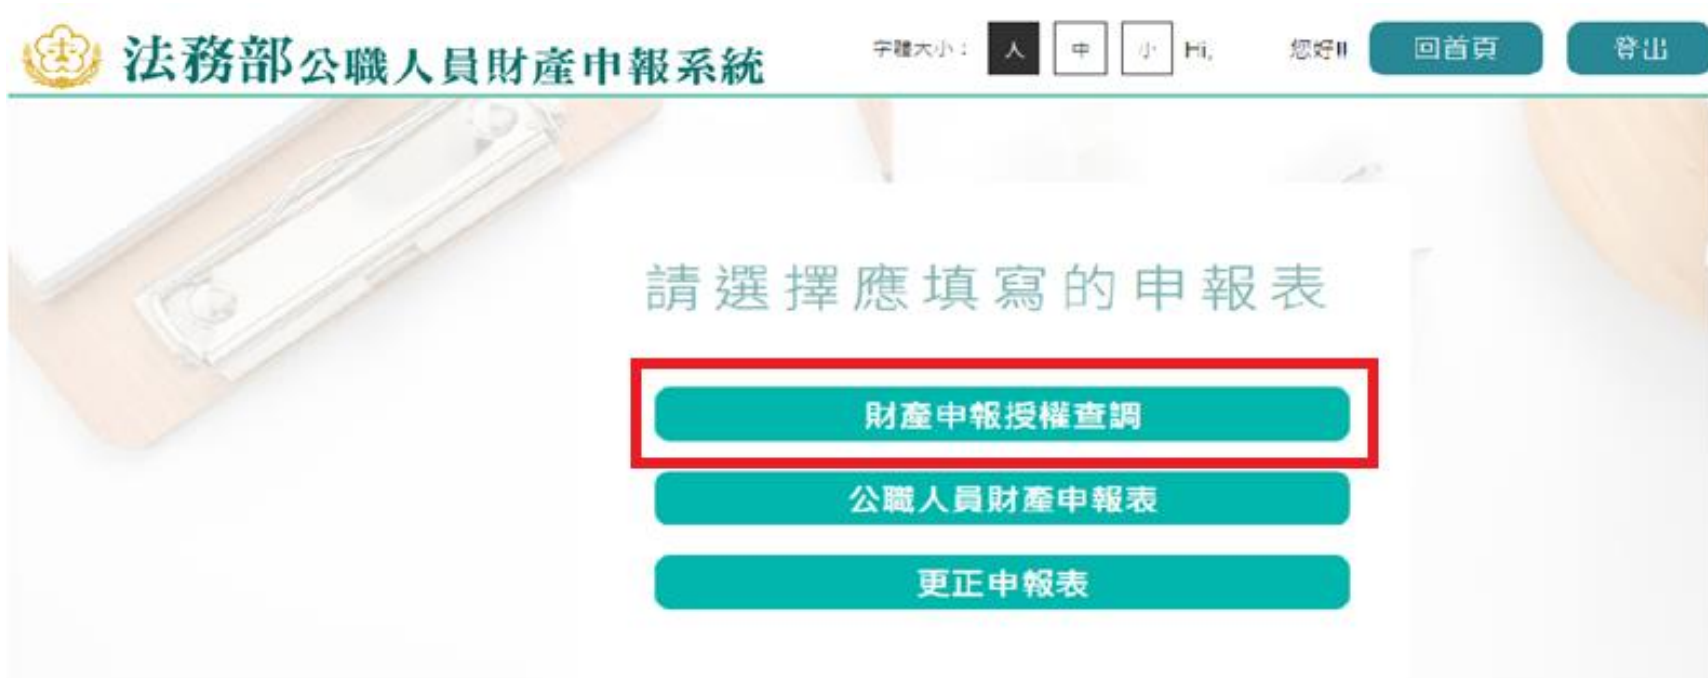 法務部公職人員財產申報系統
字體大小： 大 中 小 Hi, 您好!! 回首頁 登出
請選擇應填寫的申報表
財產申報授權查調
公職人員財產申報表
更正申報表